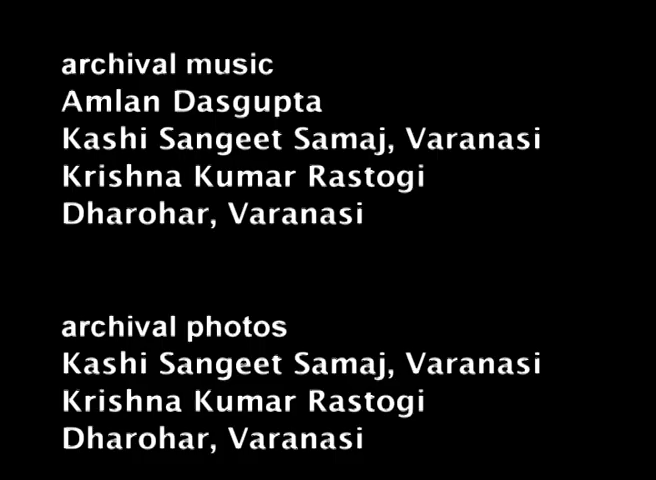 archival music
Amlan Dasgupta
Kashi Sangeet Samaj, Varanasi
Krishna Kumar Rastogi
Dharohar, Varanasi
archival photos
Kashi Sangeet Samaj, Varanasi
Krishna Kumar Rastogi
Dharohar, Varanasi